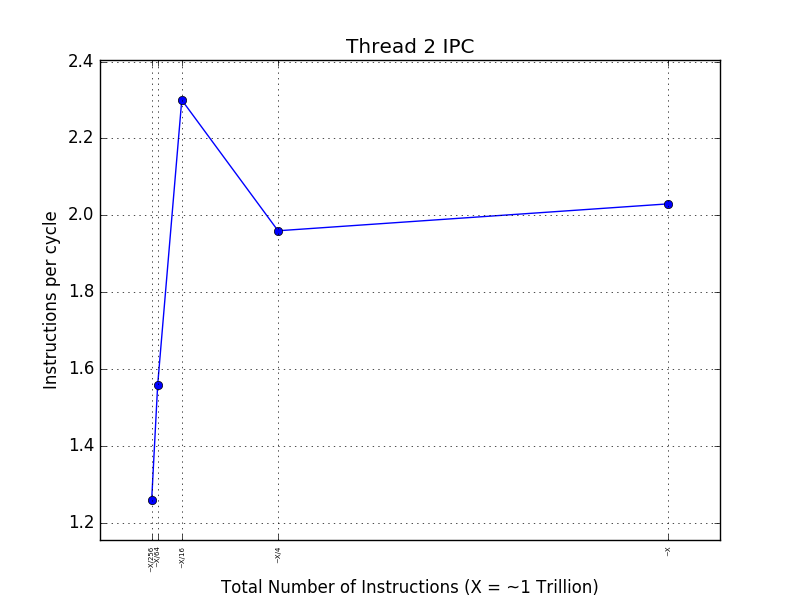 Thread 2 IPC
2.4
2.2
2.0
1.8
1.6
1.4
1.2
Instructions per cycle
~X/256
~X/64
~X/16
~X/4
~X
Total Number of Instructions (X = ~1 Trillion)